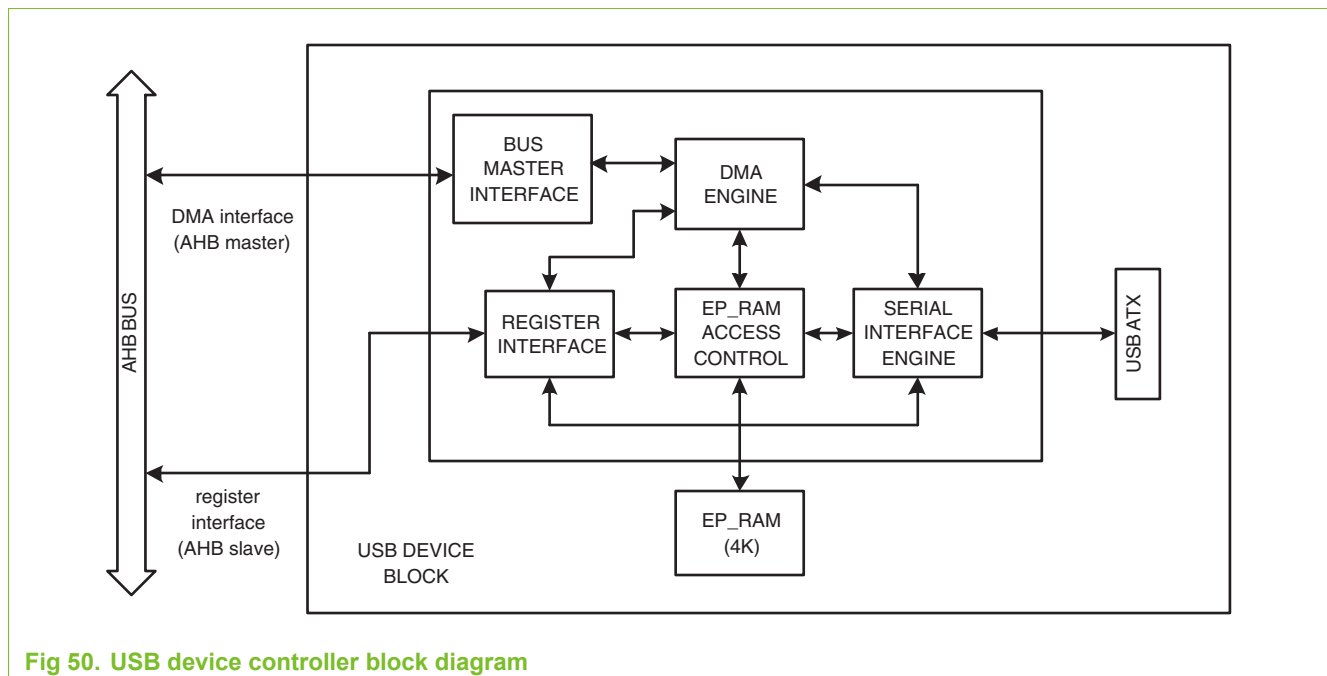 BUS
MASTER
INTERFACE
DMA
ENGINE
DMA interface
(AHB master)
AHB BUS
REGISTER
INTERFACE
EP_RAM
ACCESS
CONTROL
SERIAL
INTERFACE
ENGINE
USB ATX
register
interface
(AHB slave)
EP_RAM
(4K)
USB DEVICE
BLOCK
Fig 50. USB device controller block diagram